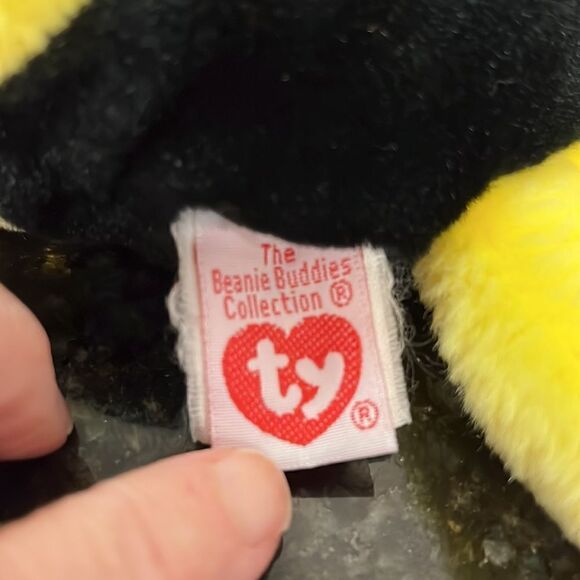 The
Beanie Buddies
Collection ®
ty
®